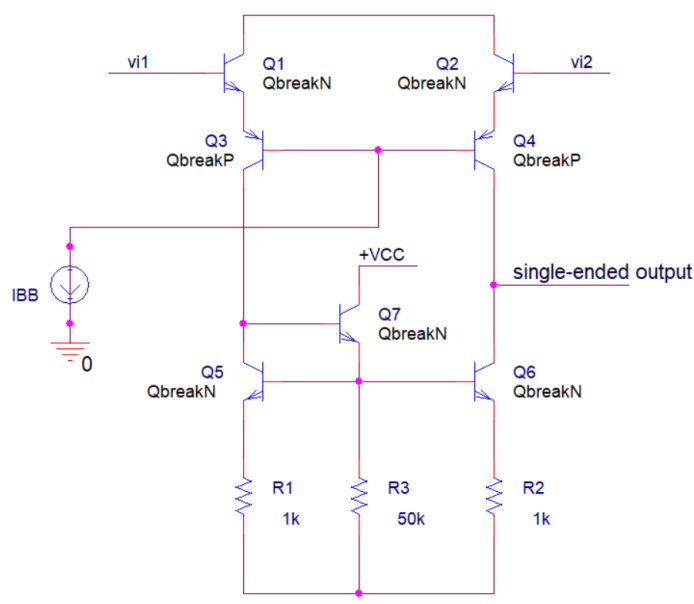 vi1
Q1
QbreakN
Q2
QbreakN
vi2
Q3
QbreakP
Q4
QbreakP
+VCC
single-ended output
IBB
Q7
QbreakN
0
Q5
QbreakN
Q6
QbreakN
R1
1k
R3
50k
R2
1k